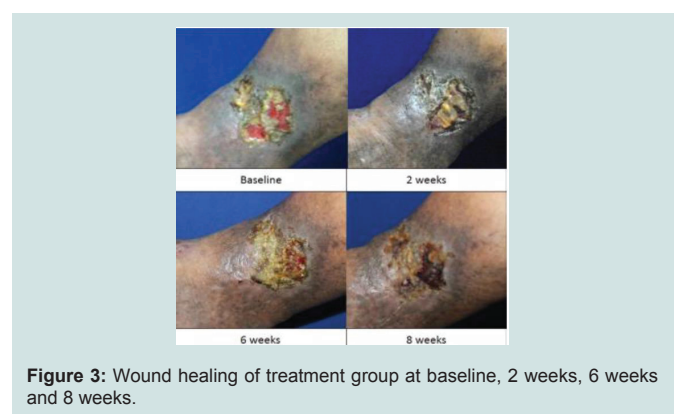 Baseline
2 weeks
6 weeks
8 weeks
Figure 3: Wound healing of treatment group at baseline, 2 weeks, 6 weeks
and 8 weeks.